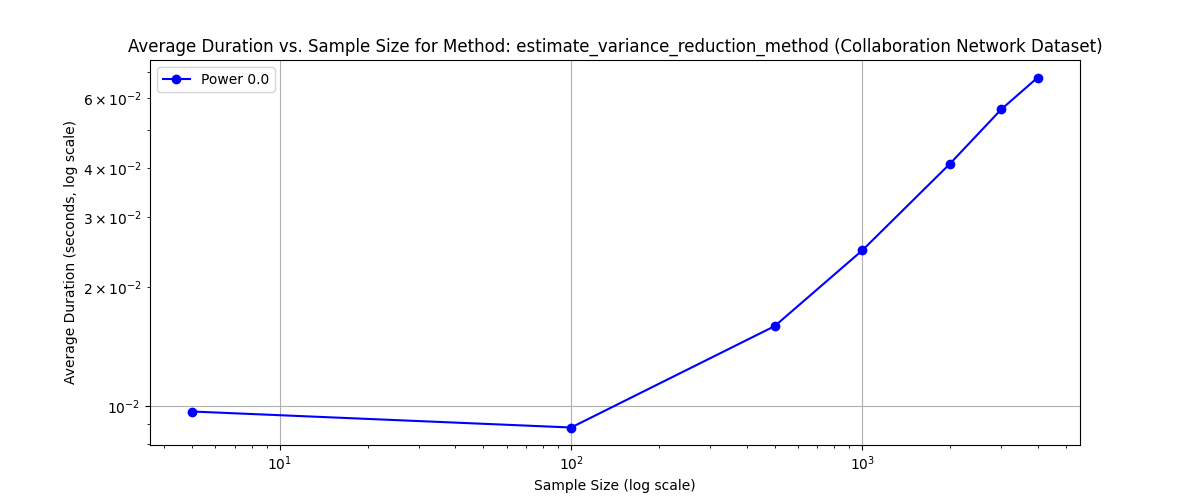 Average Duration vs. Sample Size for Method: estimate_variance_reduction_method (Collaboration Network Dataset)
Power 0.0
6 × 10⁻²
4 × 10⁻²
3 × 10⁻²
2 × 10⁻²
10⁻²
Average Duration (seconds, log scale)
10¹ 10² 10³
Sample Size (log scale)